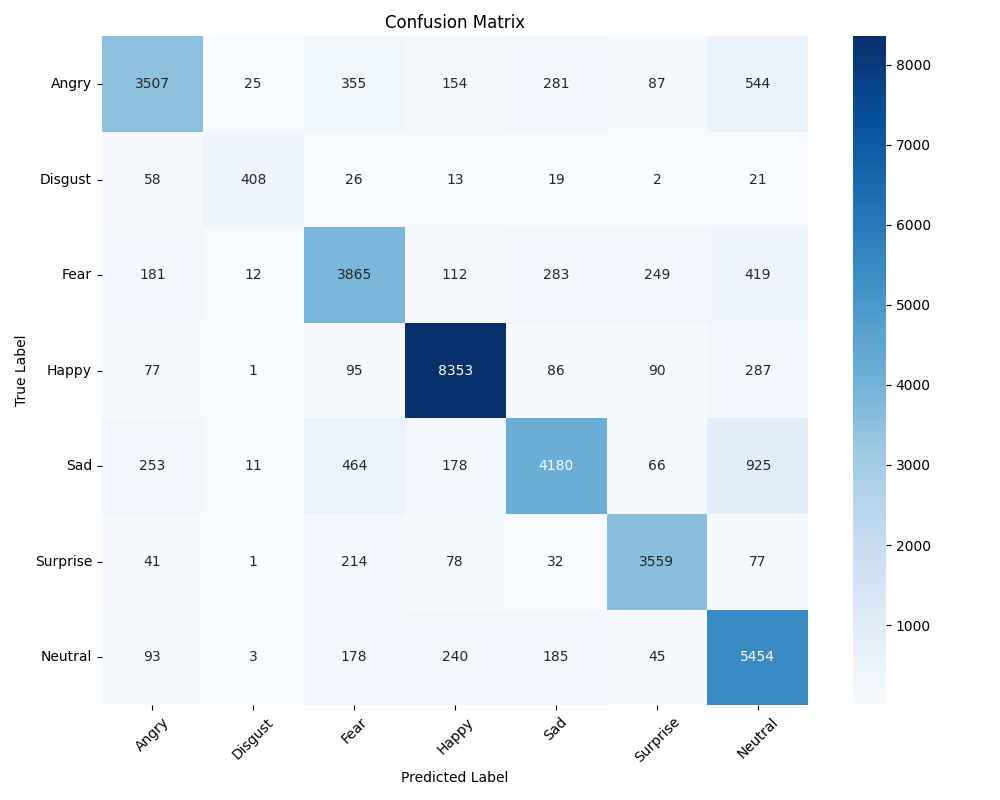 Confusion Matrix
Angry 3507 25 355 154 281 87 544
Disgust 58 408 26 13 19 2 21
Fear 181 12 3865 112 283 249 419
Happy 77 1 95 8353 86 90 287
Sad 253 11 464 178 4180 66 925
Surprise 41 1 214 78 32 3559 77
Neutral 93 3 178 240 185 45 5454
Angry Disgust Fear Happy Sad Surprise Neutral
Predicted Label
True Label
8000
7000
6000
5000
4000
3000
2000
1000